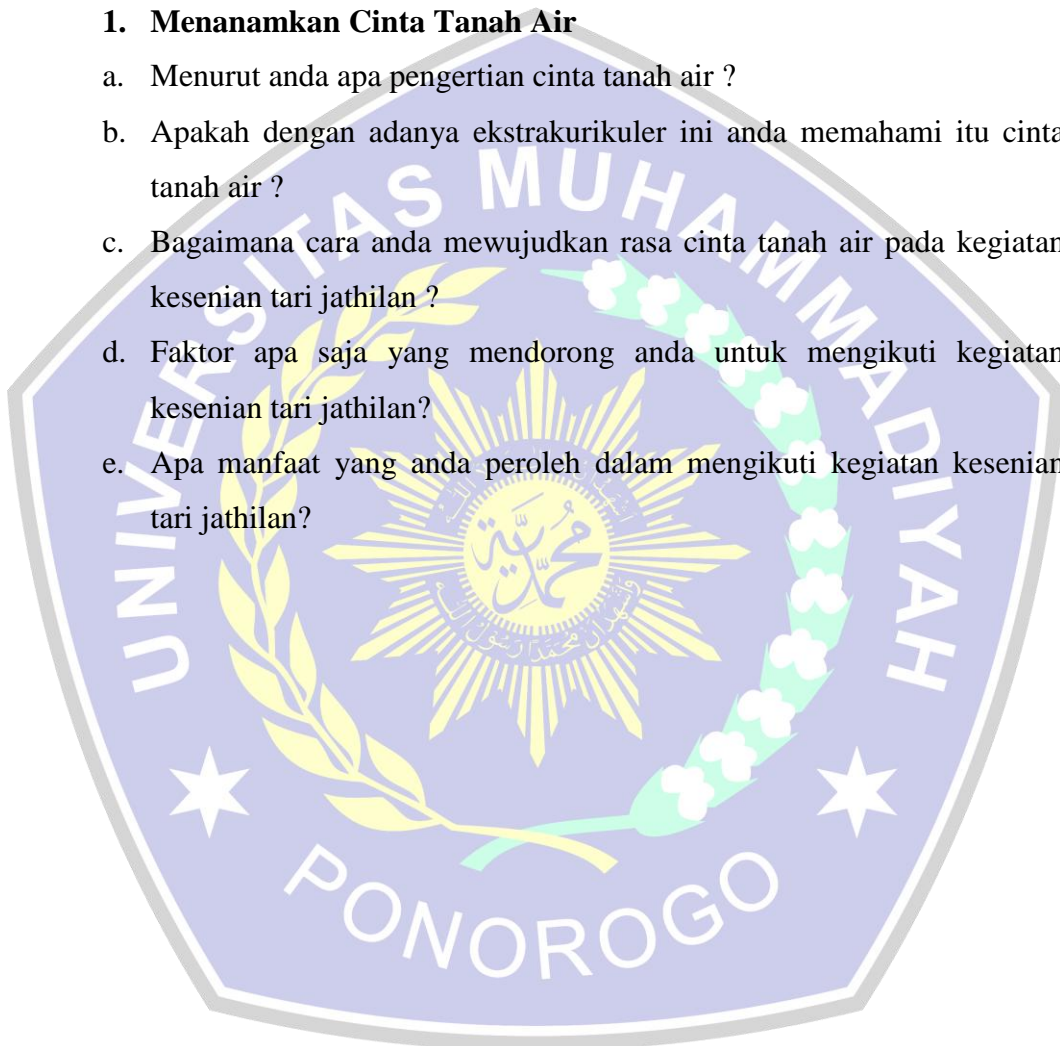 1. Menanamkan Cinta Tanah Air
a. Menurut anda apa pengertian cinta tanah air ?
b. Apakah dengan adanya ekstrakurikuler ini anda memahami itu cinta
tanah air ?
c. Bagaimana cara anda mewujudkan rasa cinta tanah air pada kegiatan
kesenian tari jathilan ?
d. Faktor apa saja yang mendorong anda untuk mengikuti kegiatan
kesenian tari jathilan?
e. Apa manfaat yang anda peroleh dalam mengikuti kegiatan kesenian
tari jathilan?
UNIVERSITAS MUHAMMADIYAH
PONOROGO
محمدية